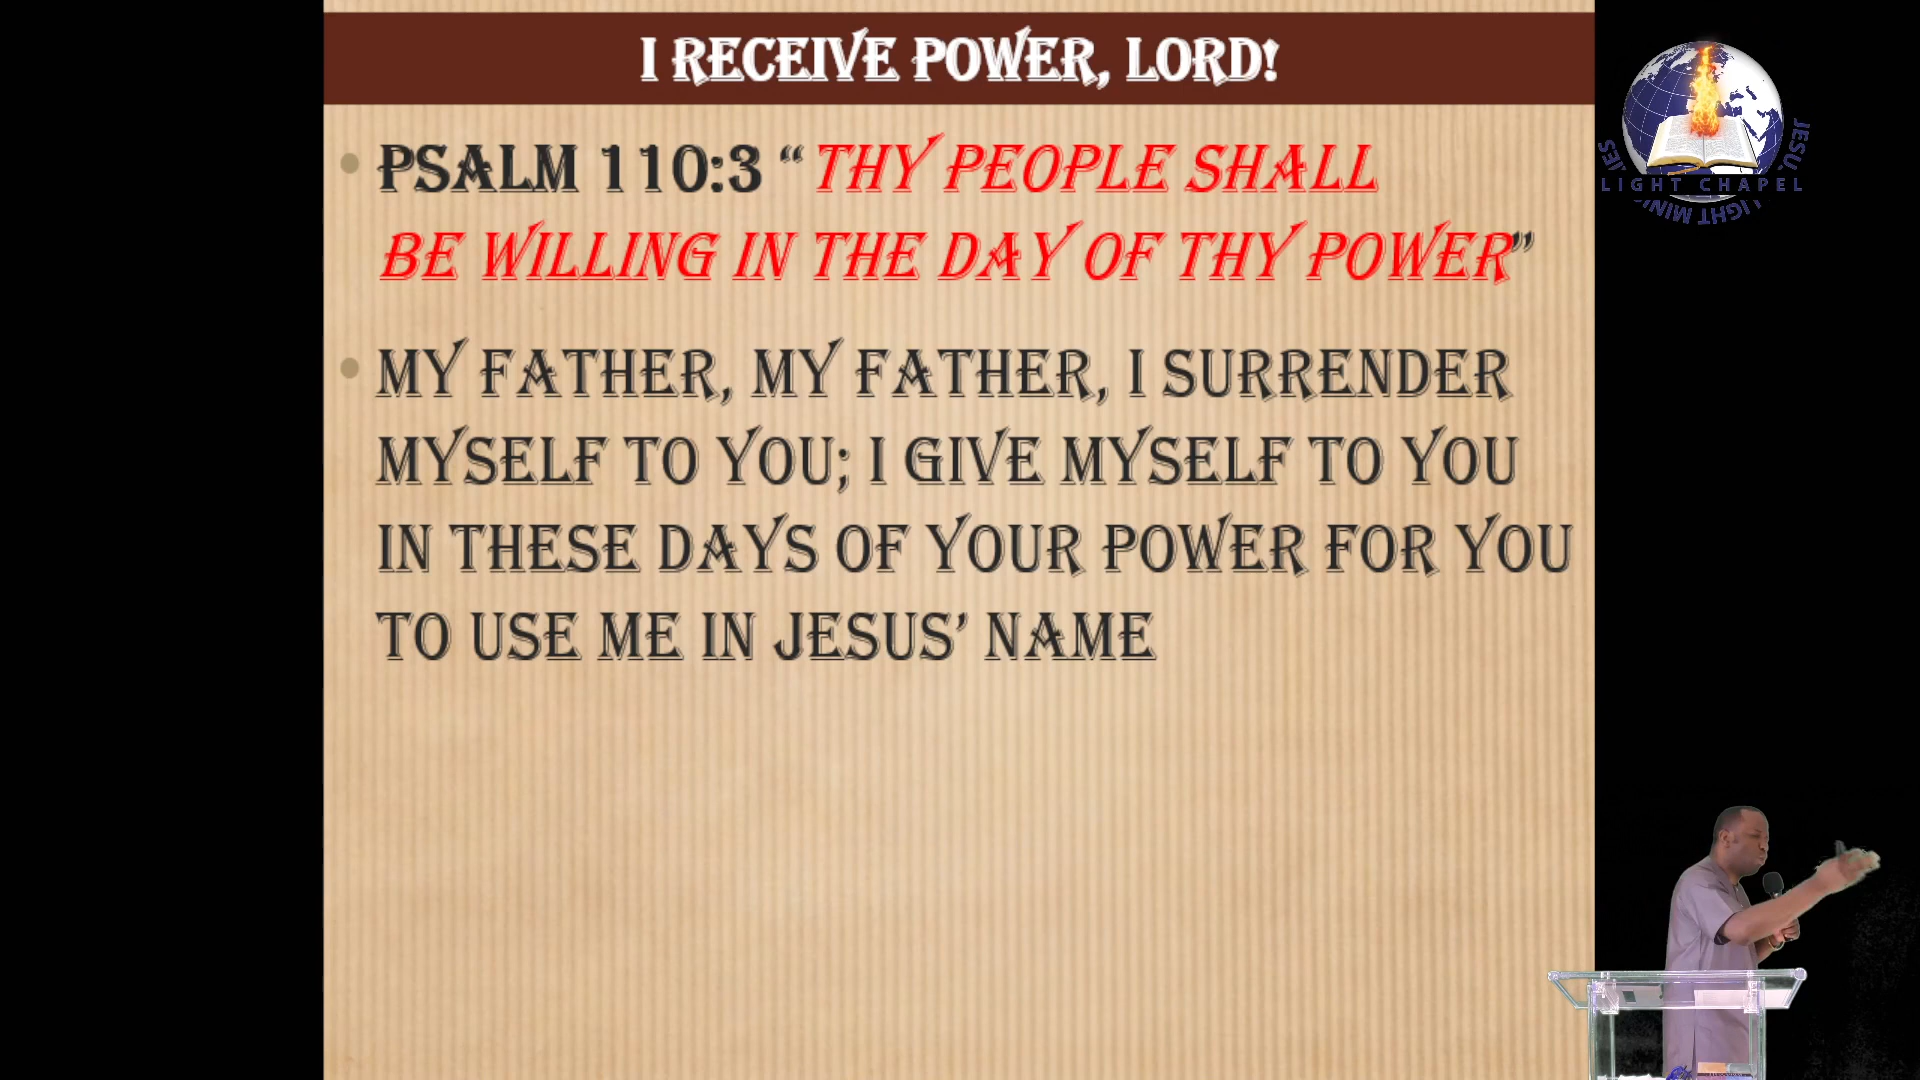 I RECEIVE POWER, LORD!
PSALM 110:3 “THY PEOPLE SHALL
BE WILLING IN THE DAY OF THY POWER”
MY FATHER, MY FATHER, I SURRENDER
MYSELF TO YOU; I GIVE MYSELF TO YOU
IN THESE DAYS OF YOUR POWER FOR YOU
TO USE ME IN JESUS’ NAME
LIGHT CHAPEL